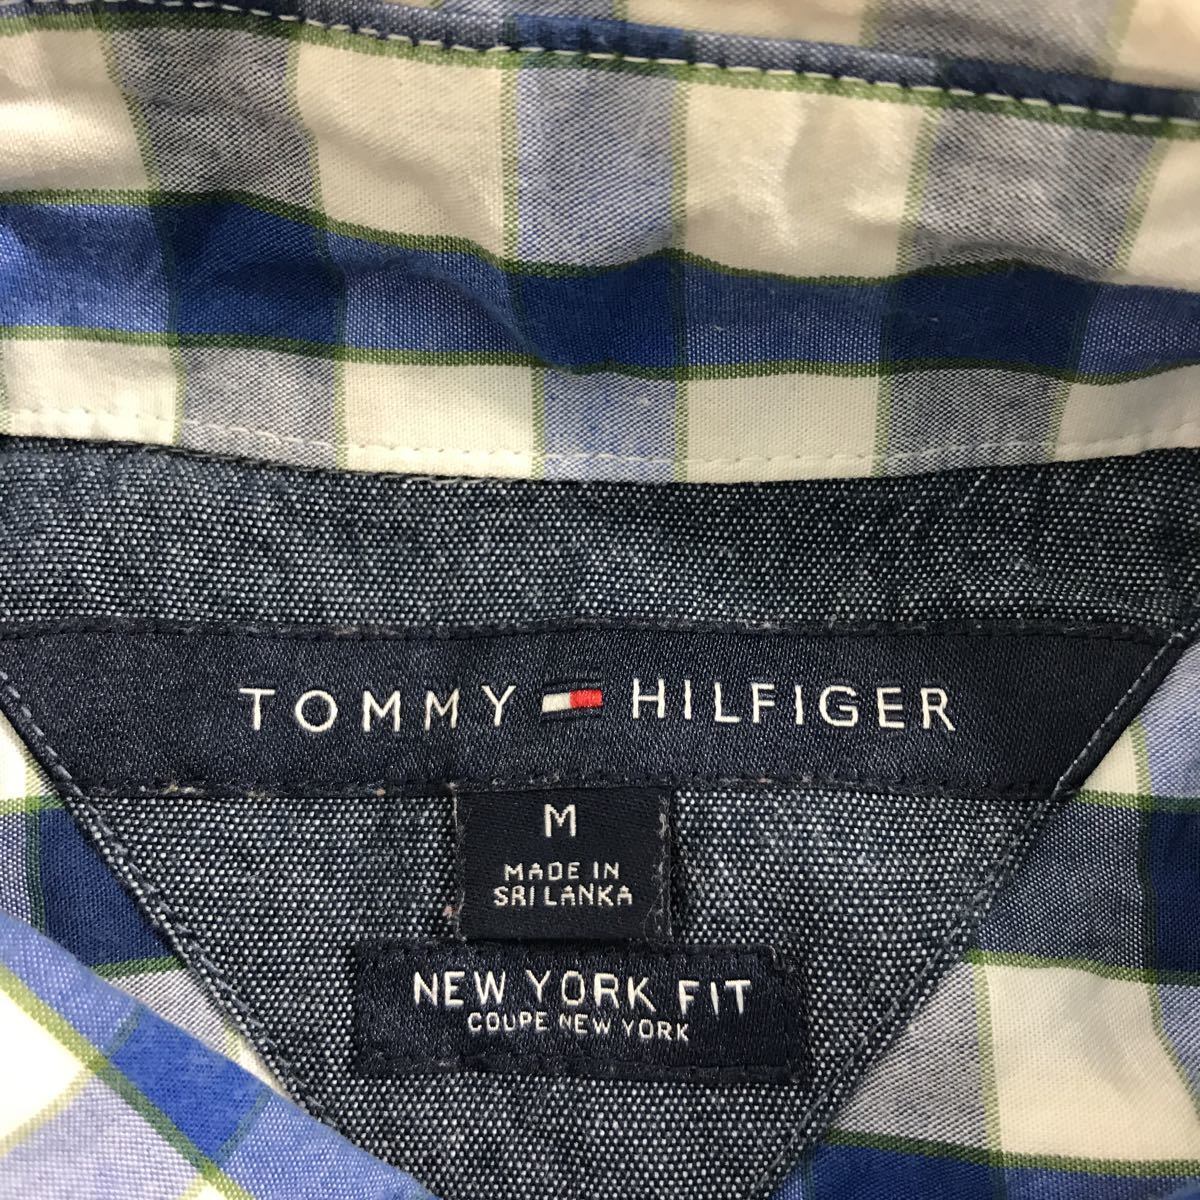 TOMMY HILFIGER
M
MADE IN
SRI LANKA
NEW YORK FIT
COUPE NEW YORK